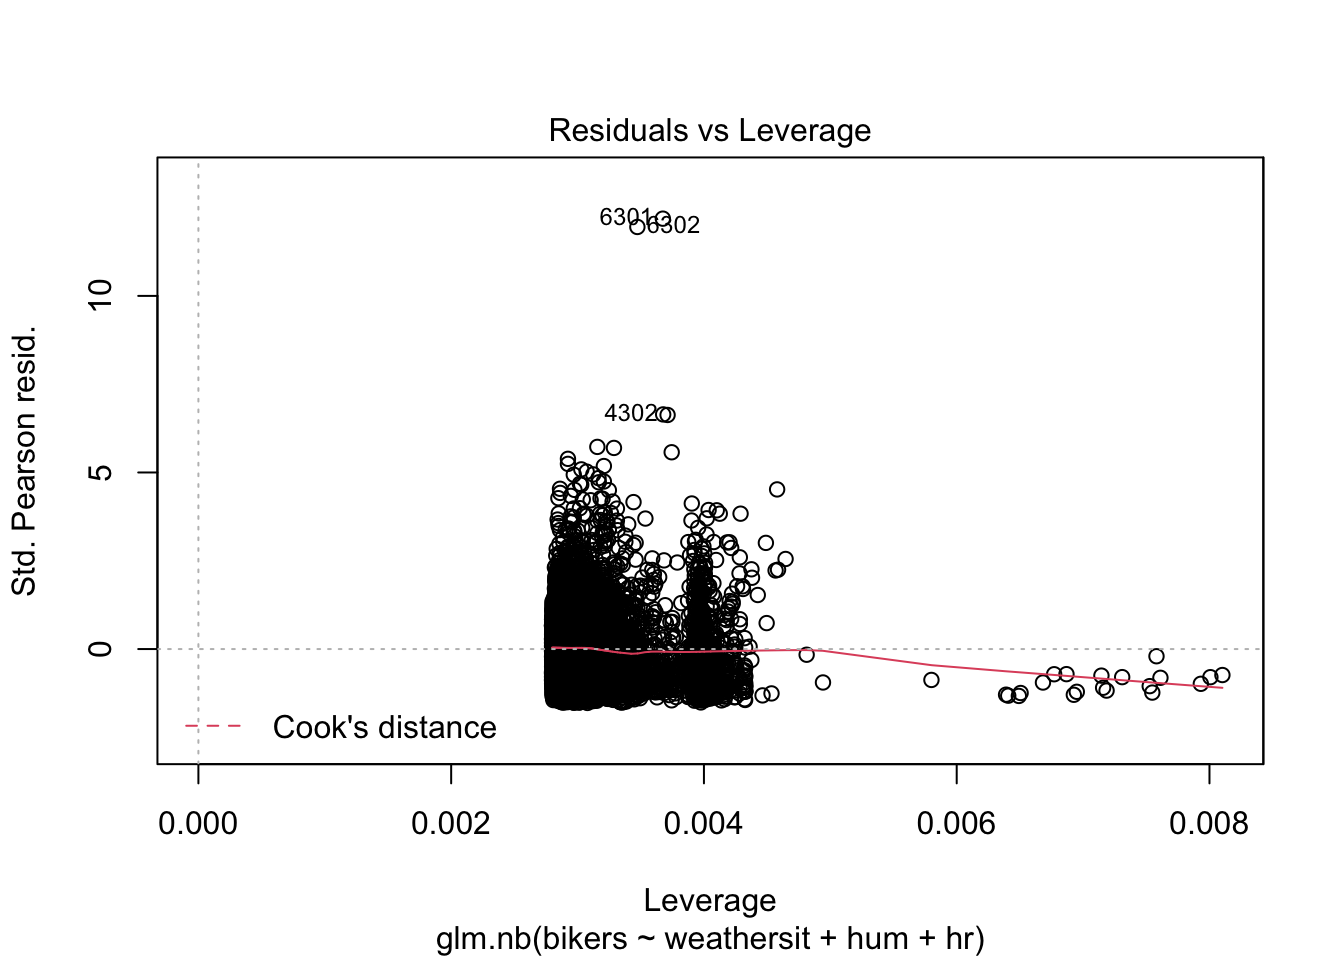 Residuals vs Leverage
6301
6302
4302
10
5
0
Std. Pearson resid.
Cook's distance
0.000 0.002 0.004 0.006 0.008
Leverage
glm.nb(bikers ~ weathersit + hum + hr)